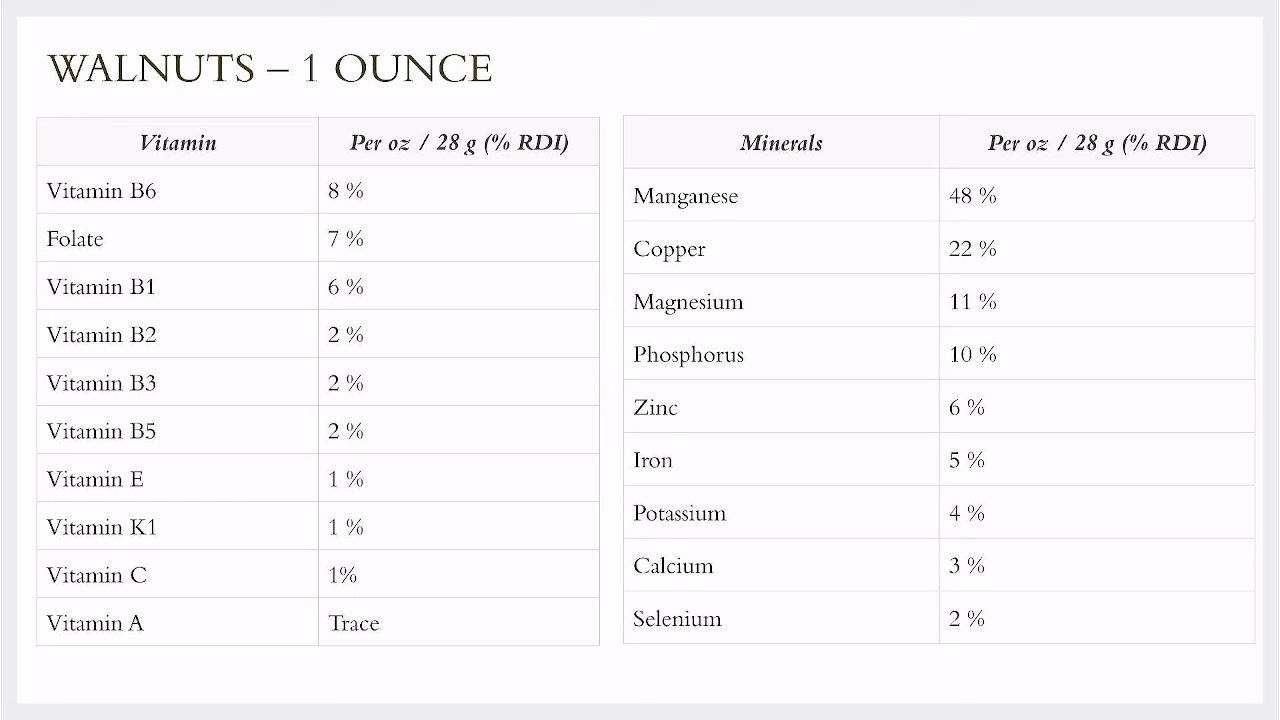 WALNUTS – 1 OUNCE
Vitamin Per oz / 28 g (% RDI)
Vitamin B6 8 %
Folate 7 %
Vitamin B1 6 %
Vitamin B2 2 %
Vitamin B3 2 %
Vitamin B5 2 %
Vitamin E 1 %
Vitamin K1 1 %
Vitamin C 1%
Vitamin A Trace
Minerals Per oz / 28 g (% RDI)
Manganese 48 %
Copper 22 %
Magnesium 11 %
Phosphorus 10 %
Zinc 6 %
Iron 5 %
Potassium 4 %
Calcium 3 %
Selenium 2 %